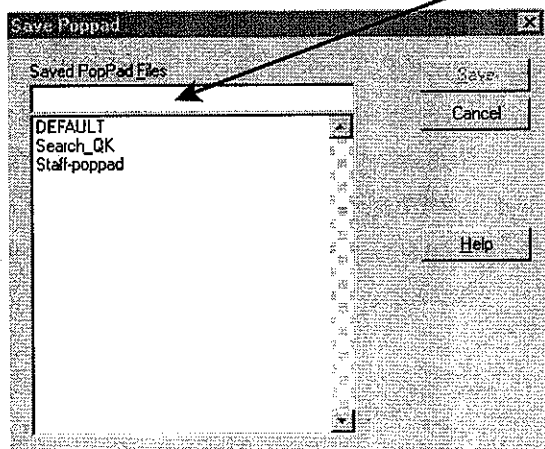 Save Poppad
Saved PopPad Files
Save
Cancel
DEFAULT
Search_QK
Staff-poppad
Help